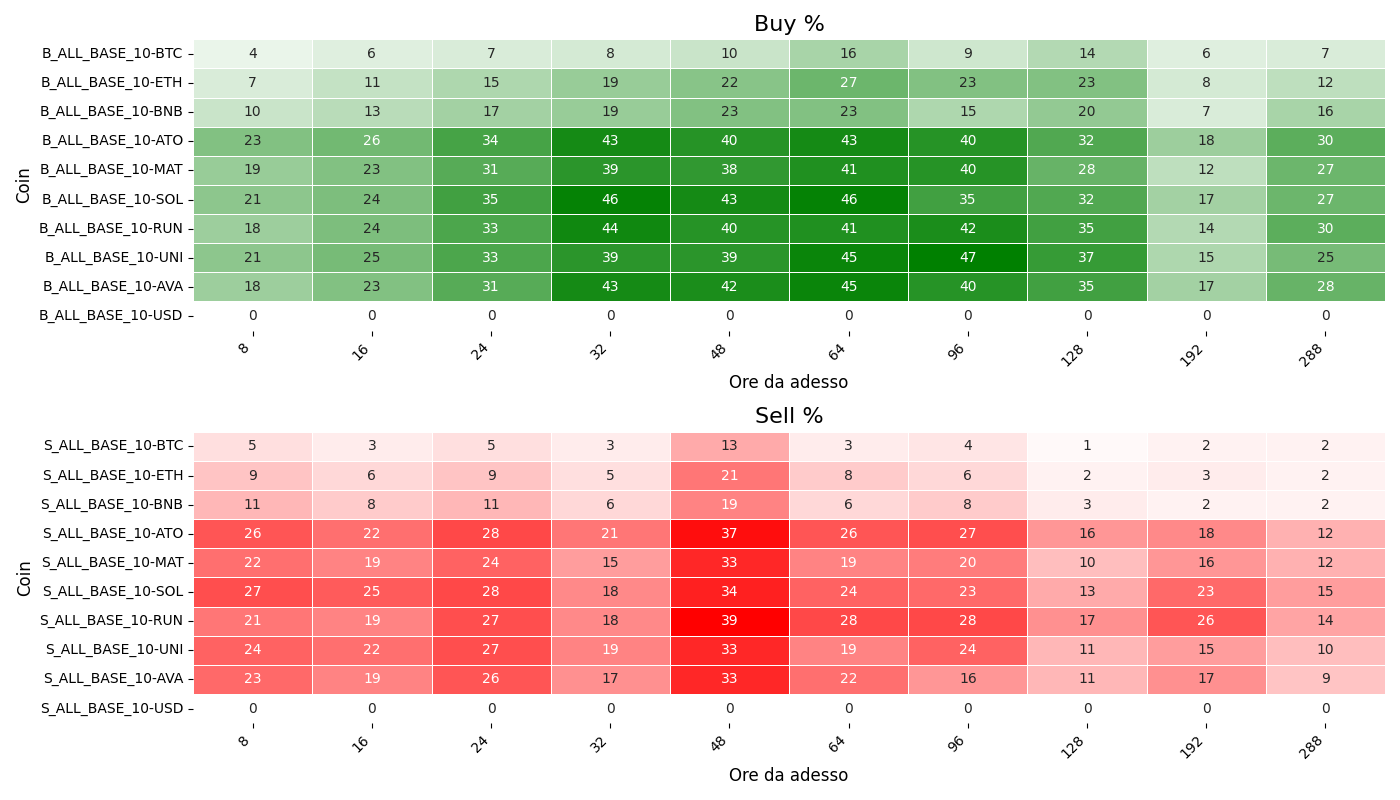 Buy %
Coin
B_ALL_BASE_10-BTC 4 6 7 8 10 16 9 14 6 7
B_ALL_BASE_10-ETH 7 11 15 19 22 27 23 23 8 12
B_ALL_BASE_10-BNB 10 13 17 19 23 23 15 20 7 16
B_ALL_BASE_10-ATO 23 26 34 43 40 43 40 32 18 30
B_ALL_BASE_10-MAT 19 23 31 39 38 41 40 28 12 27
B_ALL_BASE_10-SOL 21 24 35 46 43 46 35 32 17 27
B_ALL_BASE_10-RUN 18 24 33 44 40 41 42 35 14 30
B_ALL_BASE_10-UNI 21 25 33 39 39 45 47 37 15 25
B_ALL_BASE_10-AVA 18 23 31 43 42 45 40 35 17 28
B_ALL_BASE_10-USD 0 0 0 0 0 0 0 0 0 0
8 16 24 32 48 64 96 128 192 288
Ore da adesso
Sell %
Coin
S_ALL_BASE_10-BTC 5 3 5 3 13 3 4 1 2 2
S_ALL_BASE_10-ETH 9 6 9 5 21 8 6 2 3 2
S_ALL_BASE_10-BNB 11 8 11 6 19 6 8 3 2 2
S_ALL_BASE_10-ATO 26 22 28 21 37 26 27 16 18 12
S_ALL_BASE_10-MAT 22 19 24 15 33 19 20 10 16 12
S_ALL_BASE_10-SOL 27 25 28 18 34 24 23 13 23 15
S_ALL_BASE_10-RUN 21 19 27 18 39 28 28 17 26 14
S_ALL_BASE_10-UNI 24 22 27 19 33 19 24 11 15 10
S_ALL_BASE_10-AVA 23 19 26 17 33 22 16 11 17 9
S_ALL_BASE_10-USD 0 0 0 0 0 0 0 0 0 0
8 16 24 32 48 64 96 128 192 288
Ore da adesso